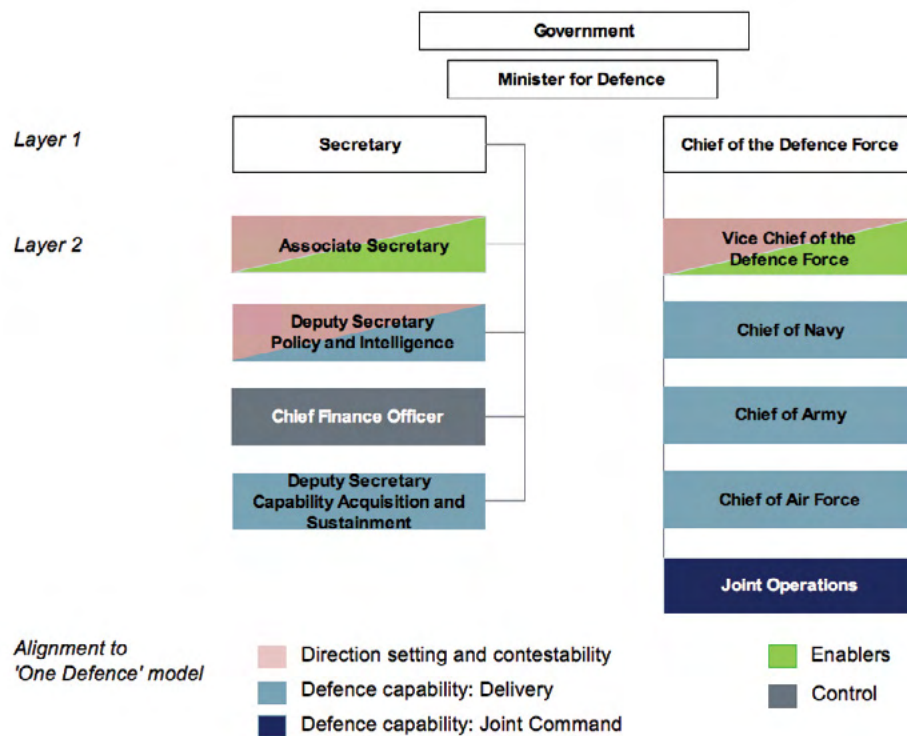 Government
Minister for Defence
Layer 1
Secretary
Chief of the Defence Force
Layer 2
Associate Secretary
Vice Chief of the
Defence Force
Deputy Secretary
Policy and Intelligence
Chief of Navy
Chief Finance Officer
Chief of Army
Deputy Secretary
Capability Acquisition and
Sustainment
Chief of Air Force
Joint Operations
Alignment to
'One Defence' model
Direction setting and contestability
Defence capability: Delivery
Defence capability: Joint Command
Enablers
Control